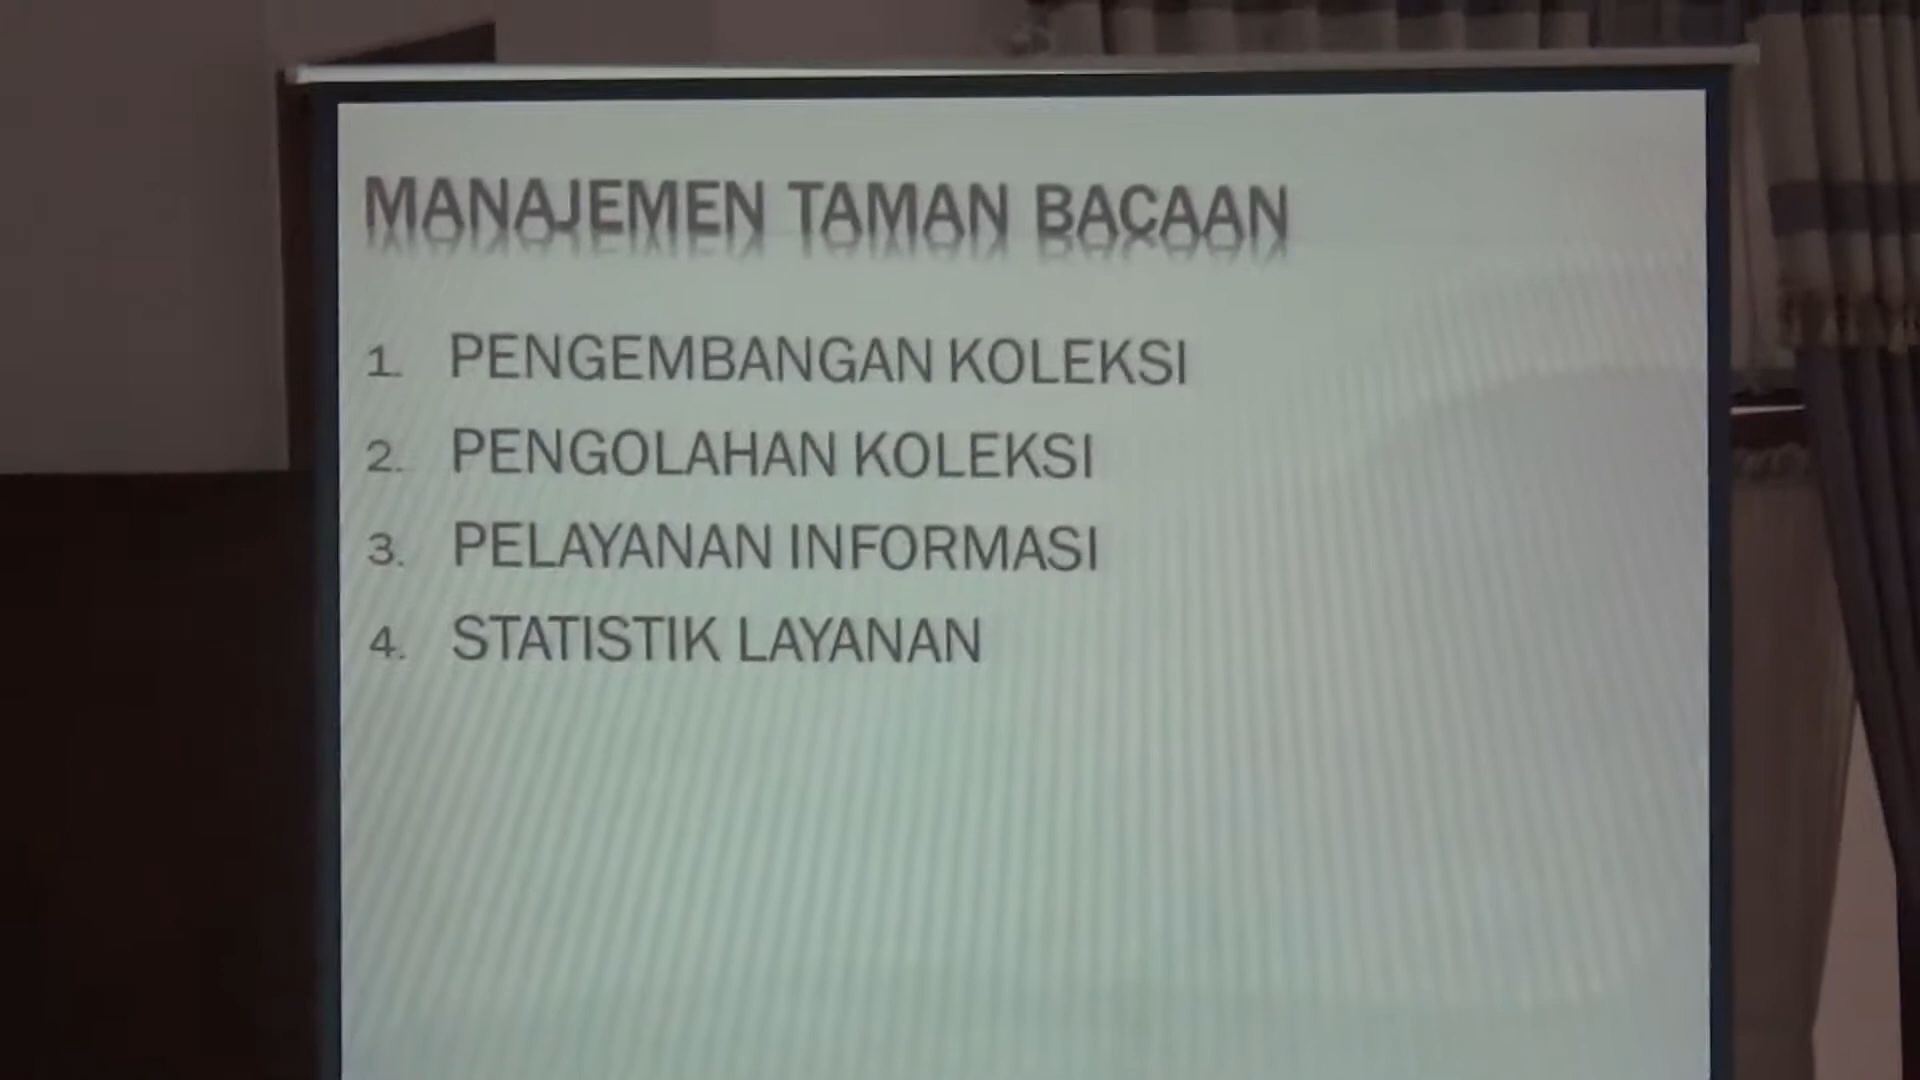 MANAJEMEN TAMAN BACAAN
1. PENGEMBANGAN KOLEKSI
2. PENGOLAHAN KOLEKSI
3. PELAYANAN INFORMASI
4. STATISTIK LAYANAN